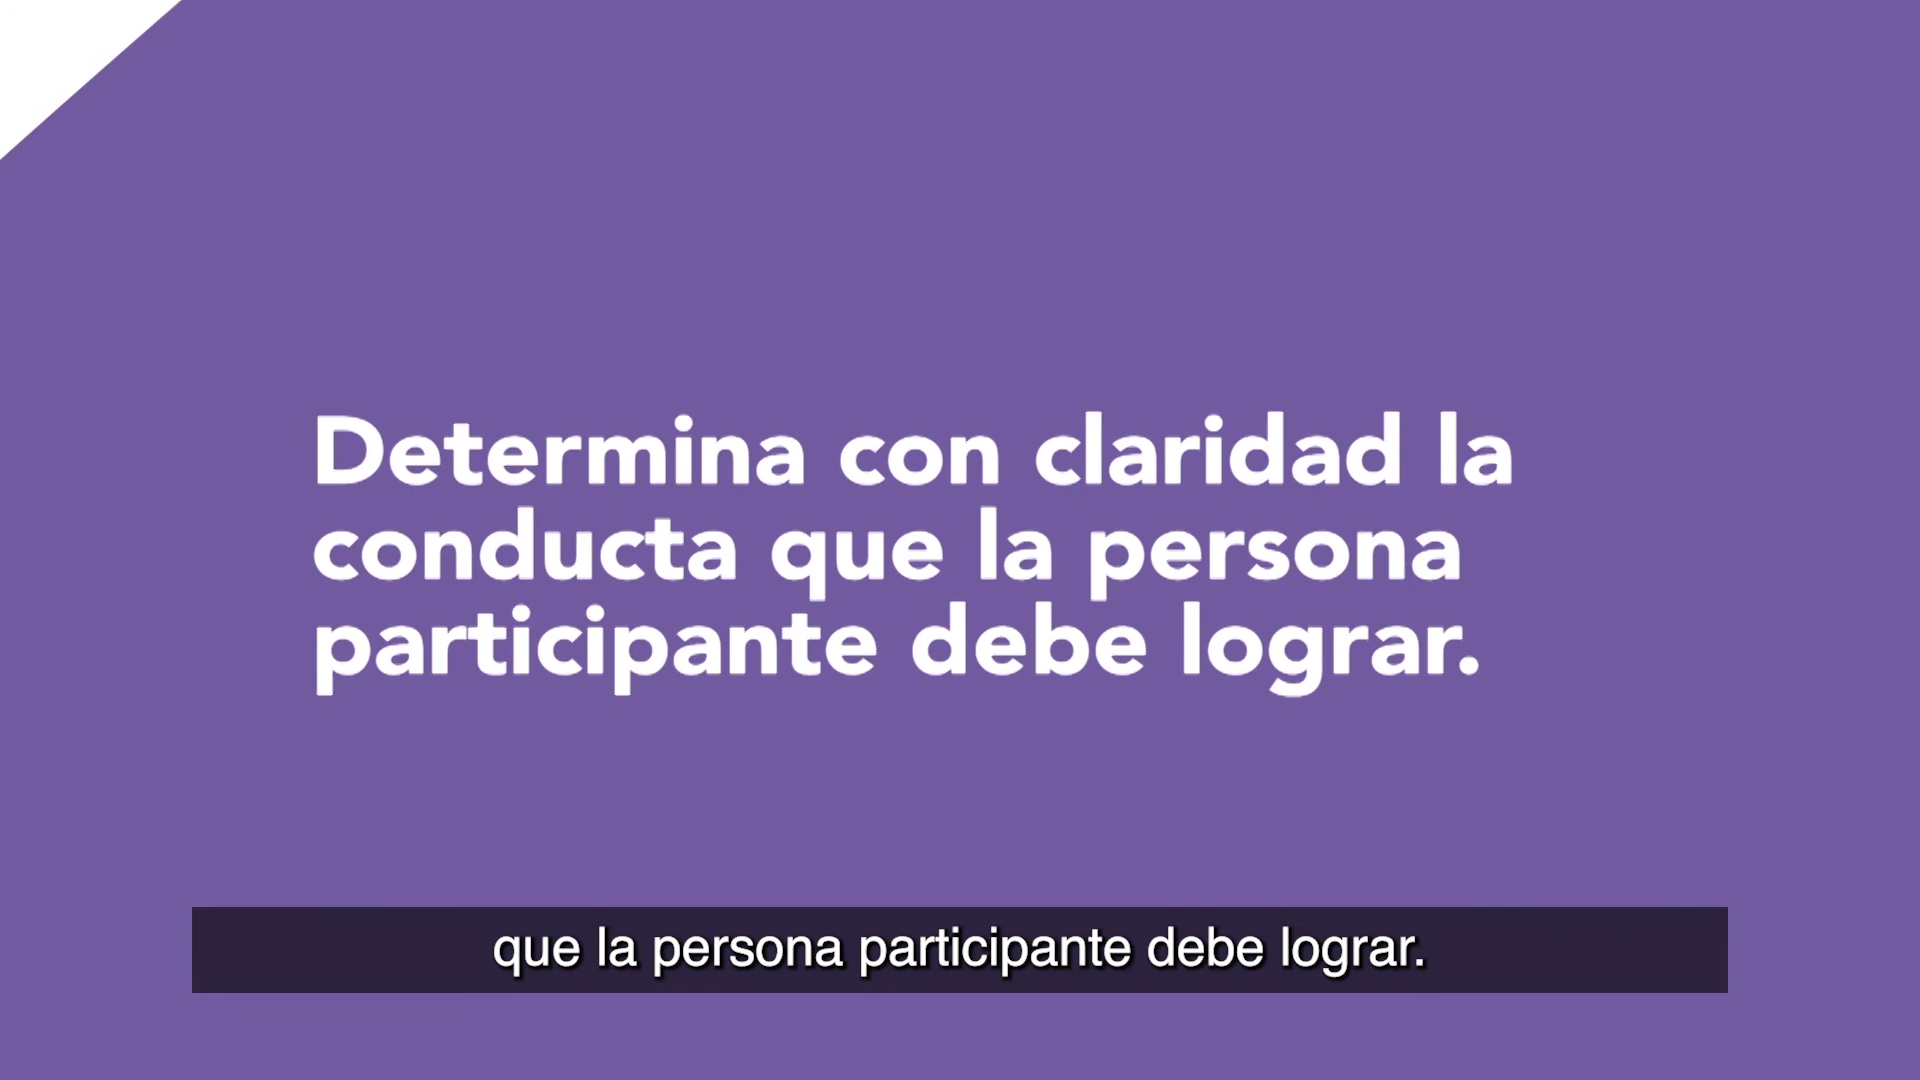 Determina con claridad la
conducta que la persona
participante debe lograr.
que la persona participante debe lograr.